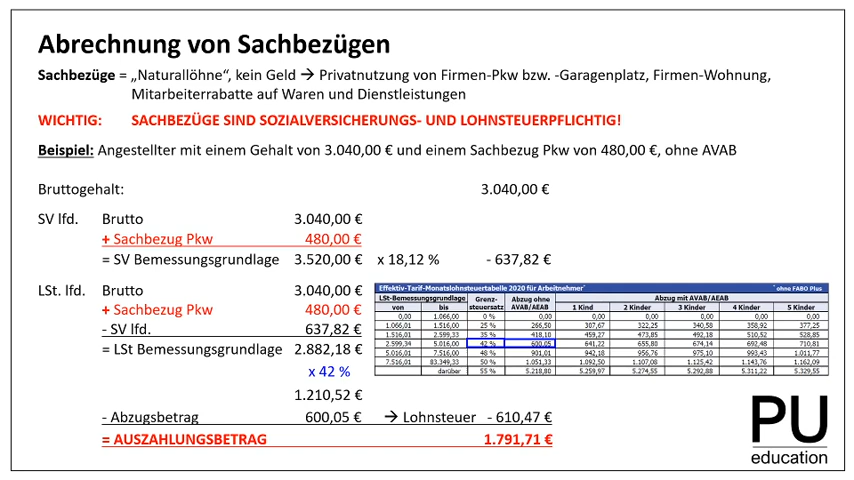 Abrechnung von Sachbezügen
Sachbezüge = „Naturallöhne“, kein Geld → Privatnutzung von Firmen-Pkw bzw. -Garagenplatz, Firmen-Wohnung,
Mitarbeiterrabatte auf Waren und Dienstleistungen
WICHTIG: SACHBEZÜGE SIND SOZIALVERSICHERUNGS- UND LOHNSTEUERPFLICHTIG!
Beispiel: Angestellter mit einem Gehalt von 3.040,00 € und einem Sachbezug Pkw von 480,00 €, ohne AVAB
Bruttogehalt: 3.040,00 €
SV lfd. Brutto 3.040,00 €
+ Sachbezug Pkw 480,00 €
= SV Bemessungsgrundlage 3.520,00 € x 18,12 % - 637,82 €
LSt. lfd. Brutto 3.040,00 €
+ Sachbezug Pkw 480,00 €
- SV lfd. 637,82 €
= LSt Bemessungsgrundlage 2.882,18 €
x 42 %
1.210,52 €
- Abzugsbetrag 600,05 € → Lohnsteuer - 610,47 €
= AUSZAHLUNGSBETRAG 1.791,71 €
Effektiv-Tarif-Monatslohnsteuertabelle 2020 für Arbeitnehmer* * ohne FABO Plus
LSt-Bemessungsgrundlage Grenz-steuersatz Abzug ohne AVAB/AEAB Abzug mit AVAB/AEAB
von bis 1 Kind 2 Kinder 3 Kinder 4 Kinder 5 Kinder
0,00 1.066,00 0 % 0,00 0,00 0,00 0,00 0,00 0,00
1.066,01 1.516,00 25 % 266,50 307,67 322,25 340,58 358,92 377,25
1.516,01 2.599,33 35 % 418,10 459,27 473,85 492,18 510,52 528,85
2.599,34 5.016,00 42 % 600,05 641,22 655,80 674,14 692,48 710,81
5.016,01 7.516,00 48 % 901,01 942,18 956,76 975,10 993,43 1.011,77
7.516,01 83.349,33 50 % 1.051,33 1.092,50 1.107,08 1.125,42 1.143,76 1.162,09
darüber 55 % 5.218,80 5.259,97 5.274,55 5.292,88 5.311,22 5.329,55
PU
education